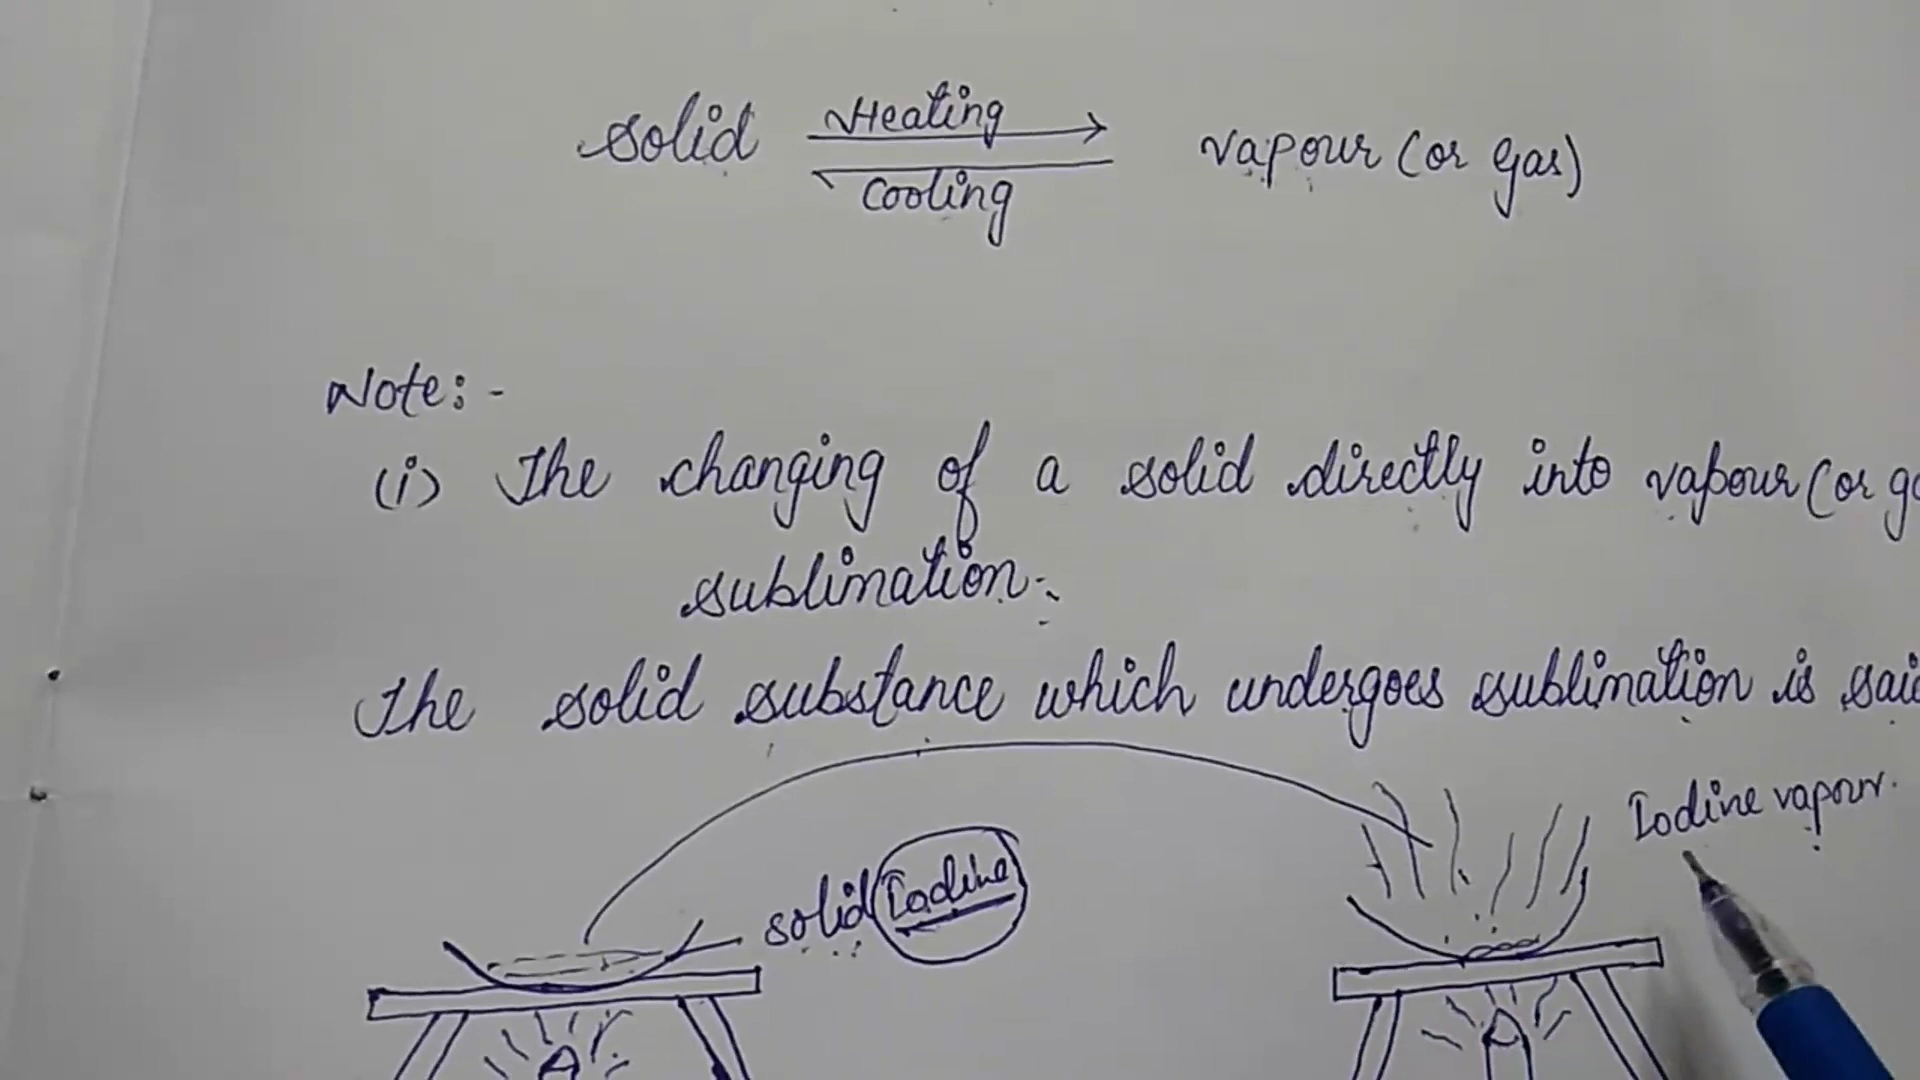 Heating
solid vapour (or gas)
Cooling
Note:-
(i) The changing of a solid directly into vapour (or
sublimation.
The solid substance which undergoes sublimation is
Iodine vapour.
solid Iodine